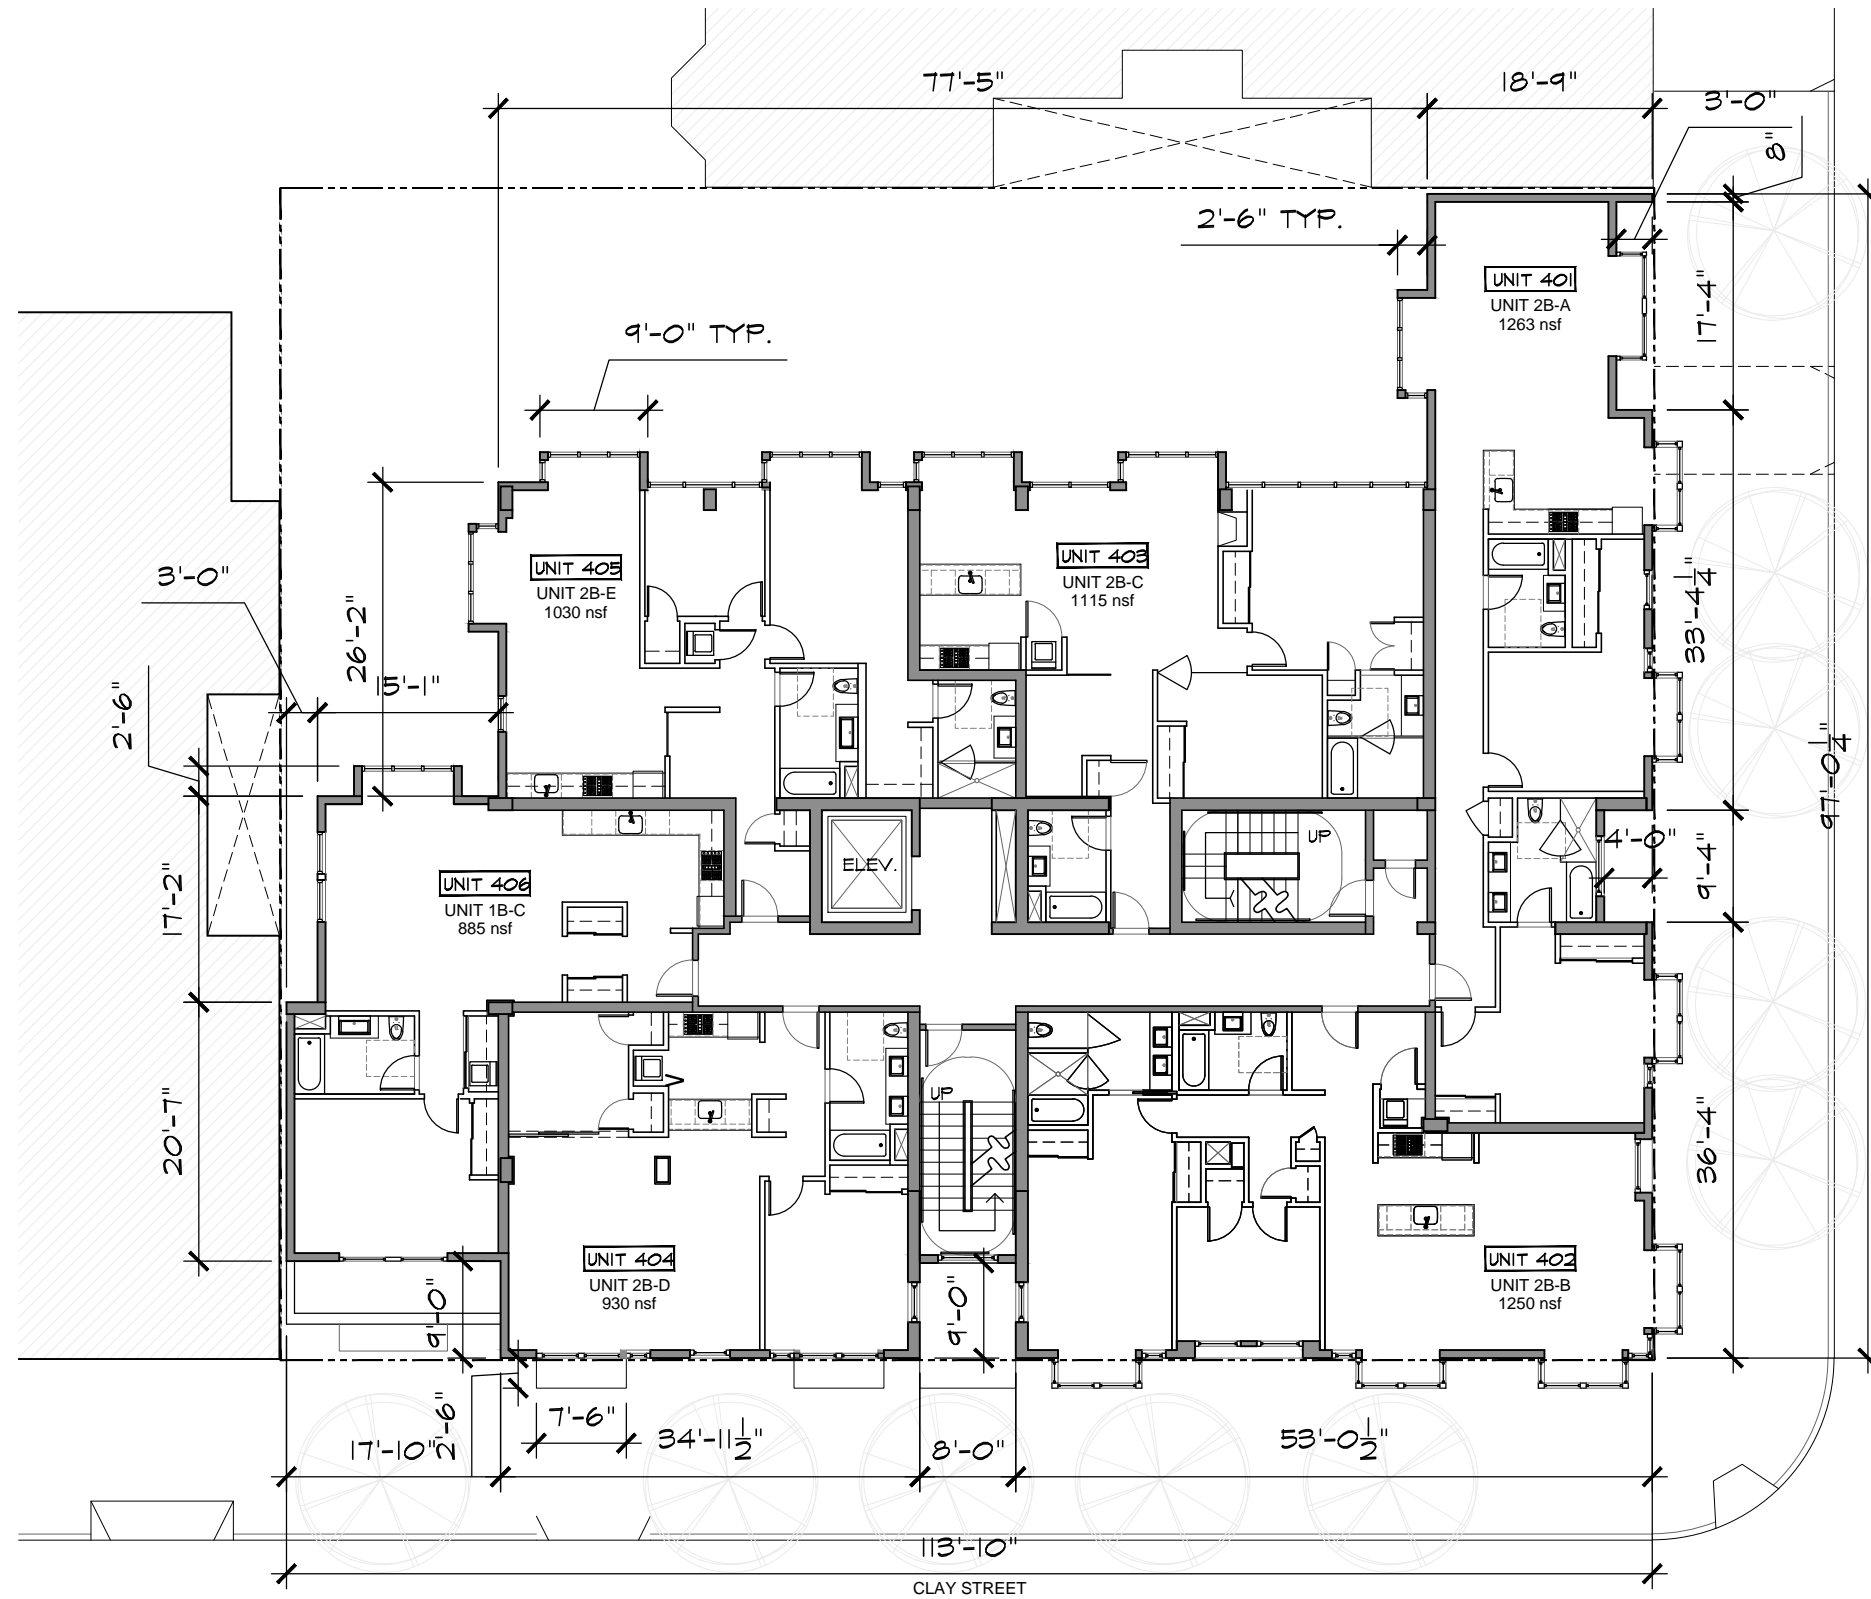 77'-5"
18'-9"
3'-0"
8"
2'-6" TYP.
UNIT 401
UNIT 2B-A
1263 nsf
17'-4"
9'-0" TYP.
UNIT 405
UNIT 2B-E
1030 nsf
UNIT 403
UNIT 2B-C
1115 nsf
3'-0"
26'-2"
15'-1"
2'-6"
33'-4 1/4"
97'-0 1/4"
UP
ELEV.
4'-0"
9'-4"
UNIT 406
UNIT 1B-C
885 nsf
17'-2"
UP
20'-7"
36'-4"
UNIT 404
UNIT 2B-D
930 nsf
UNIT 402
UNIT 2B-B
1250 nsf
9'-0"
9'-0"
2'-6"
7'-6"
17'-10"
34'-11 1/2"
8'-0"
53'-0 1/2"
113'-10"
CLAY STREET